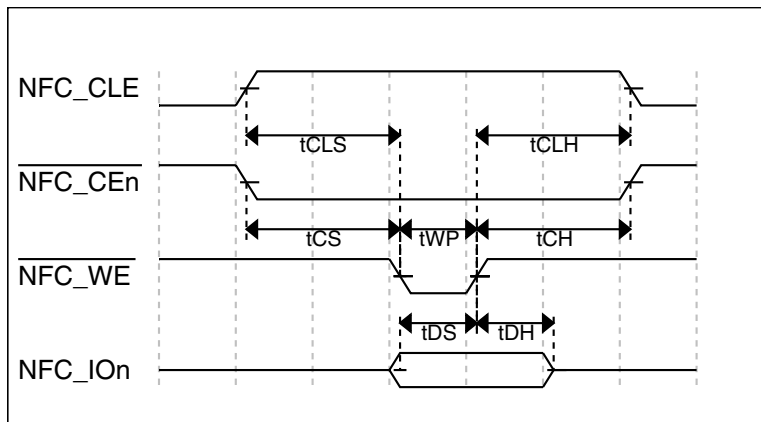 NFC_CLE
tCLS
tCLH
NFC_CEn
tCS
tWP
tCH
NFC_WE
tDS
tDH
NFC_IOn